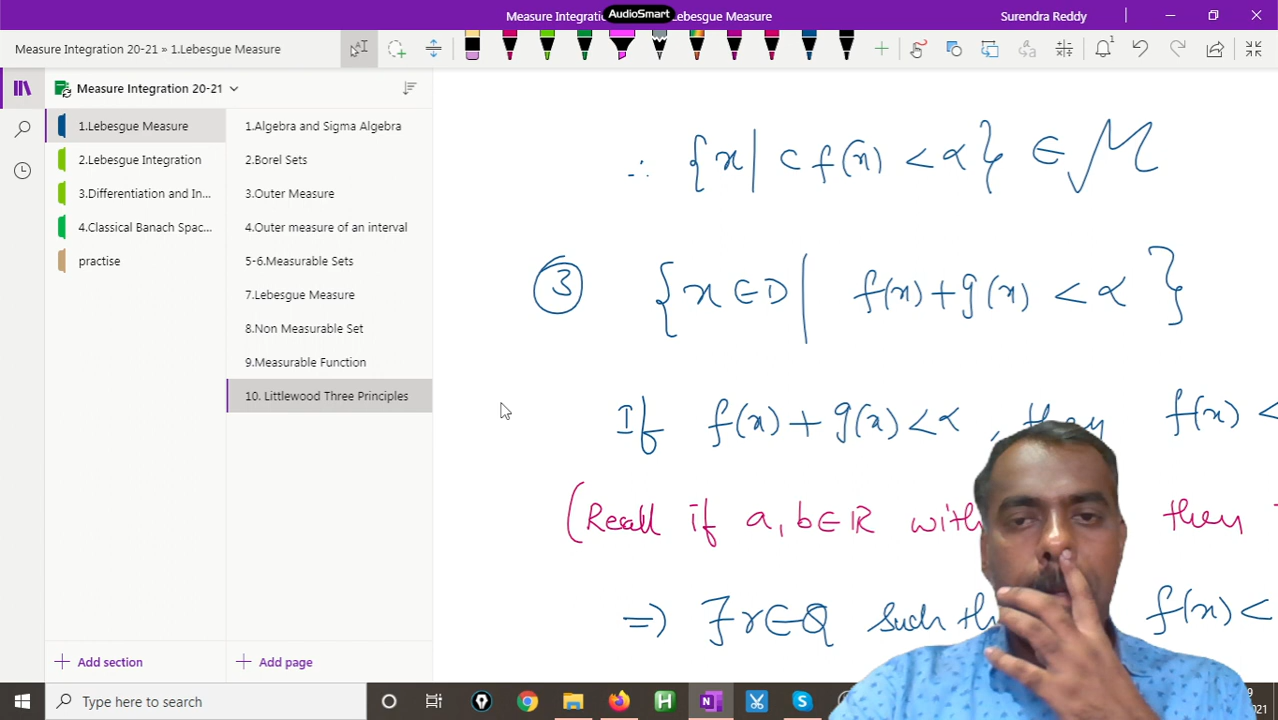 Measure Integratio
AudioSmart
Lebesgue Measure
Surendra Reddy
Measure Integration 20-21 » 1.Lebesgue Measure
Measure Integration 20-21
1.Lebesgue Measure
2.Lebesgue Integration
3.Differentiation and In...
4.Classical Banach Spac...
practise
1.Algebra and Sigma Algebra
2.Borel Sets
3.Outer Measure
4.Outer measure of an interval
5-6.Measurable Sets
7.Lebesgue Measure
8.Non Measurable Set
9.Measurable Function
10. Littlewood Three Principles
Add section
Add page
∴ {x | c f(x) < α} ∈ M
③ {x ∈ D | f(x)+g(x) < α}
If f(x)+g(x)<α, then f(x) <
(Recall if a, b ∈ ℝ with then
=> ∃ r ∈ Q such th f(x)<
Type here to search
2021